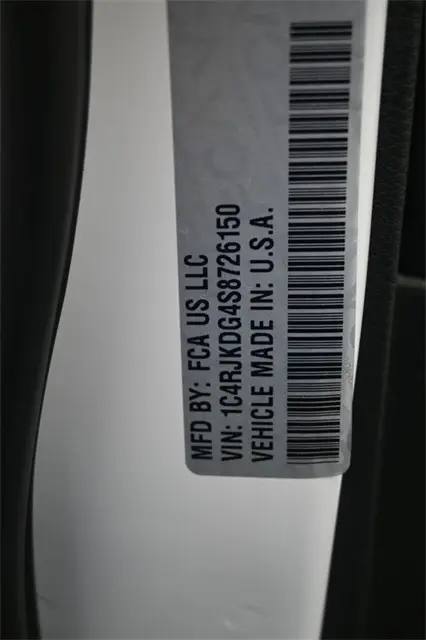 MFD BY: FCA US LLC
VIN: 1C4RJKDG4S8726150
VEHICLE MADE IN: U.S.A.